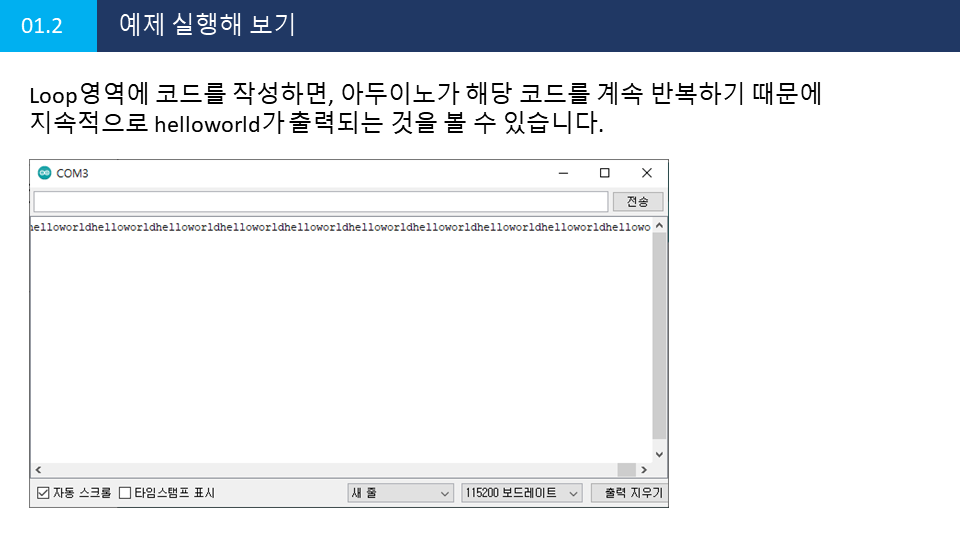 01.2
예제 실행해 보기
Loop영역에 코드를 작성하면, 아두이노가 해당 코드를 계속 반복하기 때문에
지속적으로 helloworld가 출력되는 것을 볼 수 있습니다.
COM3
전송
helloworldhelloworldhelloworldhelloworldhelloworldhelloworldhelloworldhelloworldhelloworldhellowo
자동 스크롤 타임스탬프 표시 새 줄 115200 보드레이트 출력 지우기